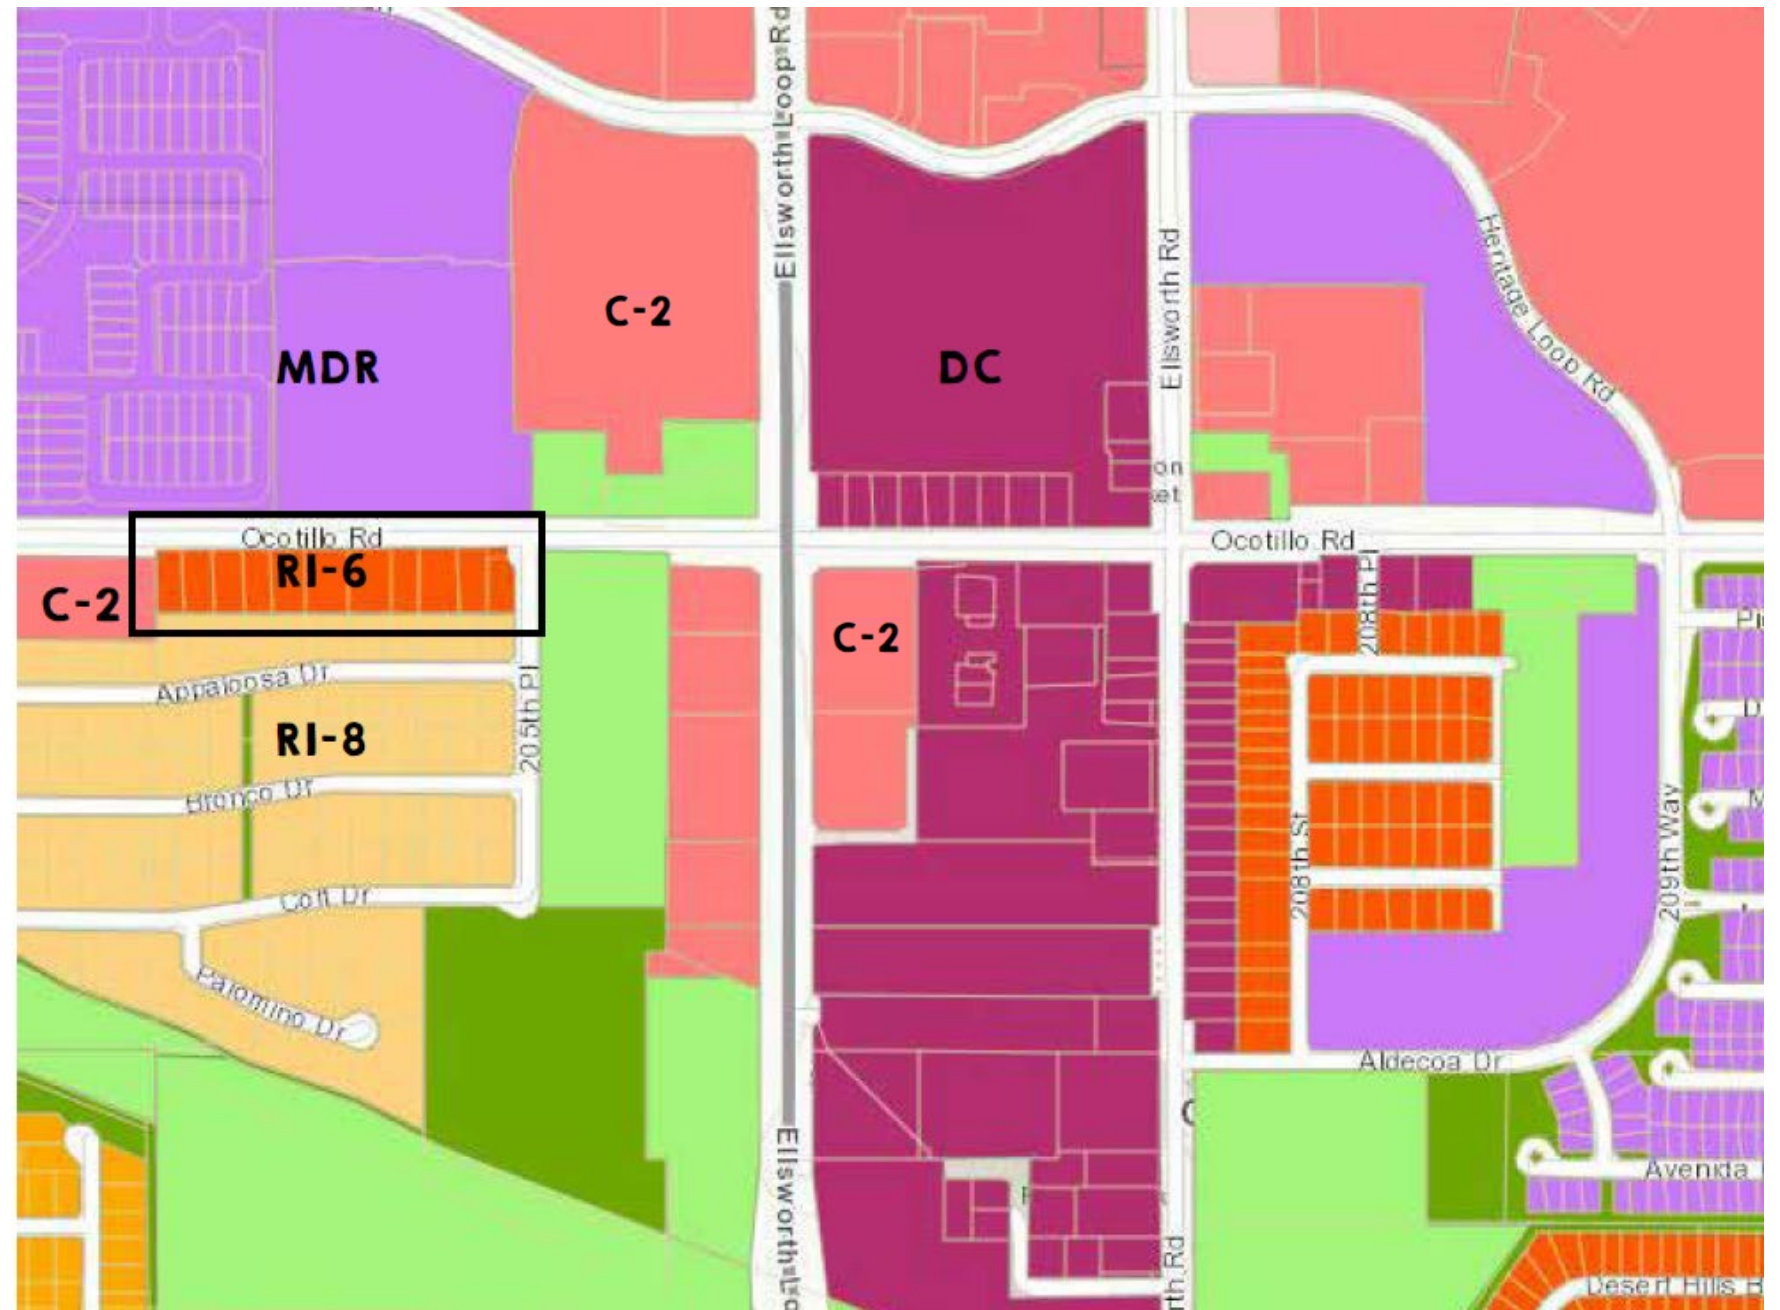 Ellsworth Loop Rd
C-2
MDR
DC
Ellsworth Rd
Heritage Loop Rd
Ocotillo Rd
Ocotillo Rd
RI-6
C-2
C-2
208th Pl
Appaloosa Dr
RI-8
205th Pl
Bronco Dr
Colt Dr
Palomino Dr
208th St
209th Way
Aldecoa Dr
Avenida
Ellsworth Lo
rth Rd
Desert Hills B